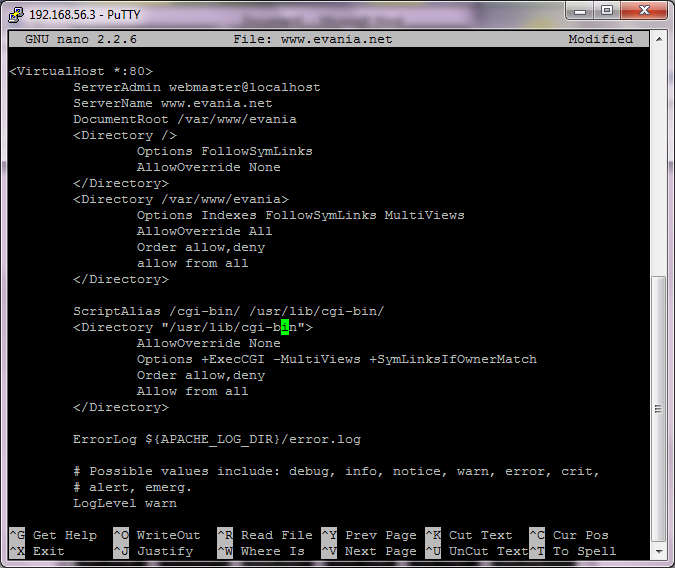 192.168.56.3 - PuTTY
GNU nano 2.2.6 File: www.evania.net Modified
<VirtualHost *:80>
ServerAdmin webmaster@localhost
ServerName www.evania.net
DocumentRoot /var/www/evania
<Directory />
Options FollowSymLinks
AllowOverride None
</Directory>
<Directory /var/www/evania>
Options Indexes FollowSymLinks MultiViews
AllowOverride All
Order allow,deny
allow from all
</Directory>
ScriptAlias /cgi-bin/ /usr/lib/cgi-bin/
<Directory "/usr/lib/cgi-bin">
AllowOverride None
Options +ExecCGI -MultiViews +SymLinksIfOwnerMatch
Order allow,deny
Allow from all
</Directory>
ErrorLog ${APACHE_LOG_DIR}/error.log
# Possible values include: debug, info, notice, warn, error, crit,
# alert, emerg.
LogLevel warn
^G Get Help ^O WriteOut ^R Read File ^Y Prev Page ^K Cut Text ^C Cur Pos
^X Exit ^J Justify ^W Where Is ^V Next Page ^U UnCut Text ^T To Spell